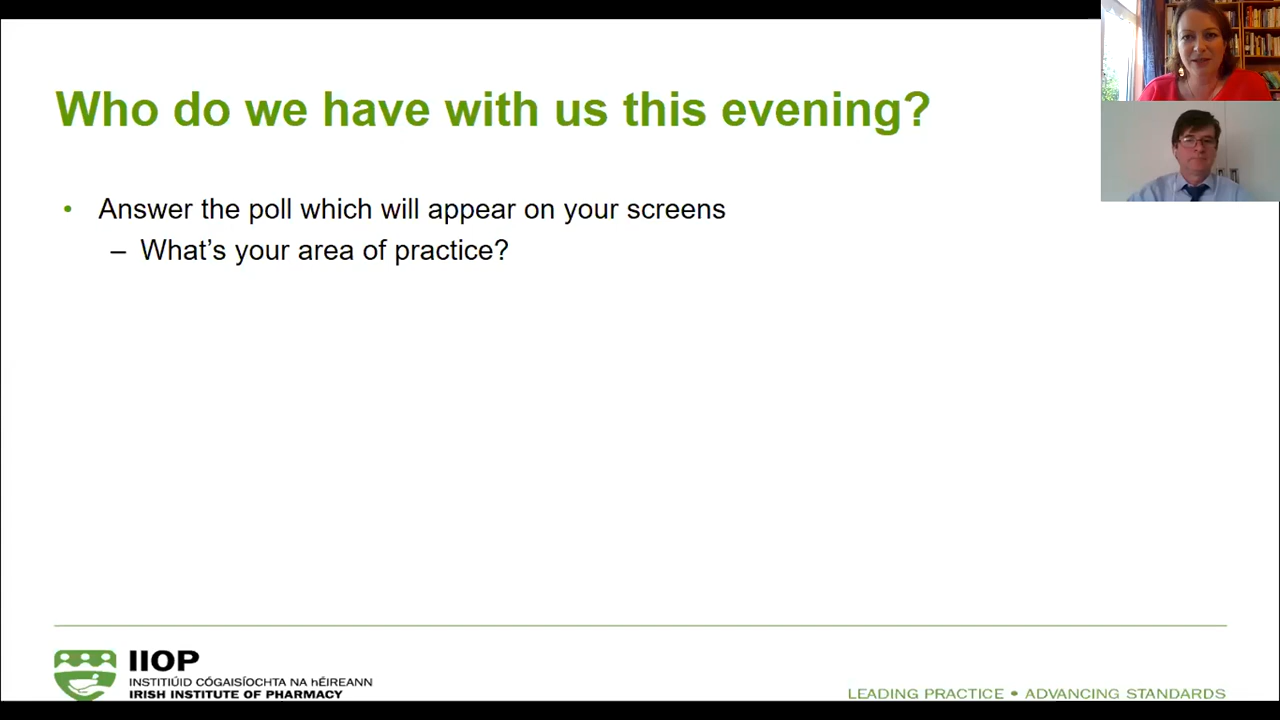 Who do we have with us this evening?
• Answer the poll which will appear on your screens
– What’s your area of practice?
IIOP
INSTITIÚID CÓGAISÍOCHTA NA hÉIREANN
IRISH INSTITUTE OF PHARMACY
LEADING PRACTICE • ADVANCING STANDARDS